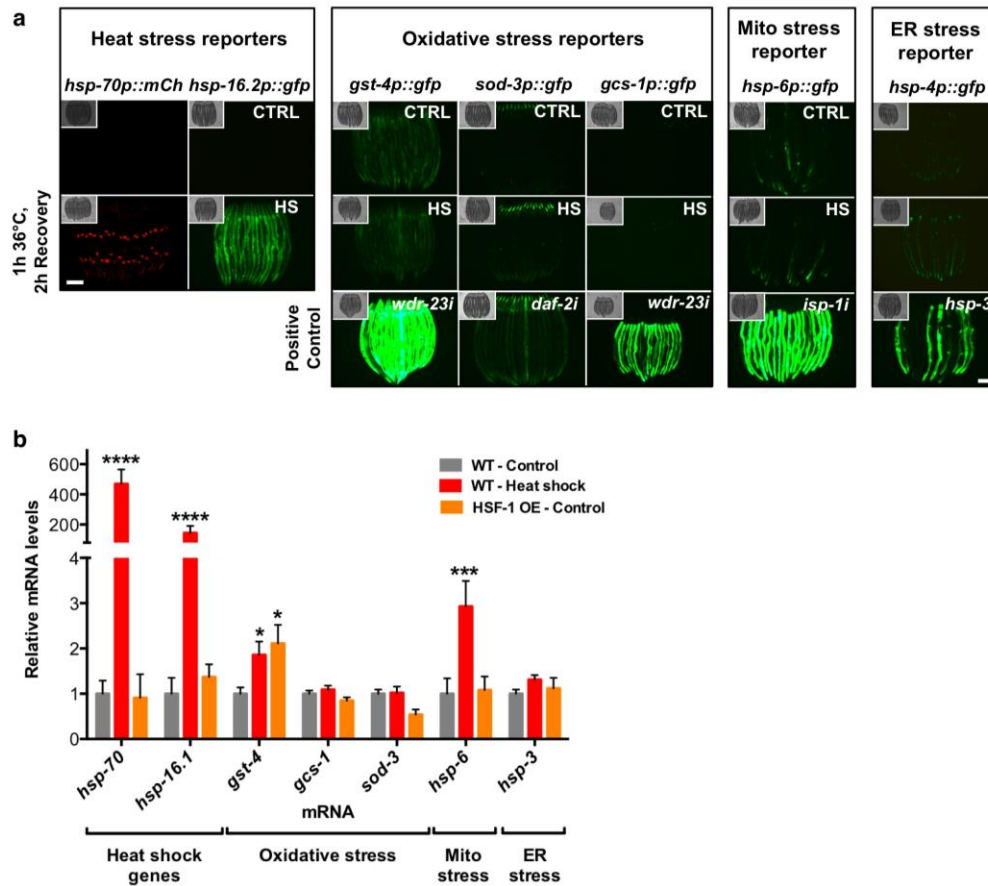 a
Heat stress reporters
hsp-70p::mCh hsp-16.2p::gfp
CTRL
HS
1h 36°C,
2h Recovery
Oxidative stress reporters
gst-4p::gfp sod-3p::gfp gcs-1p::gfp
CTRL CTRL CTRL
HS HS HS
wdr-23i daf-2i wdr-23i
Positive
Control
Mito stress
reporter
hsp-6p::gfp
CTRL
HS
isp-1i
ER stress
reporter
hsp-4p::gfp
hsp-3
b
Relative mRNA levels
600
400
200
4
3
2
1
0
**** **** * * ***
WT - Control
WT - Heat shock
HSF-1 OE - Control
hsp-70 hsp-16.1 gst-4 gcs-1 sod-3 hsp-6 hsp-3
mRNA
Heat shock
genes
Oxidative stress
Mito
stress
ER
stress